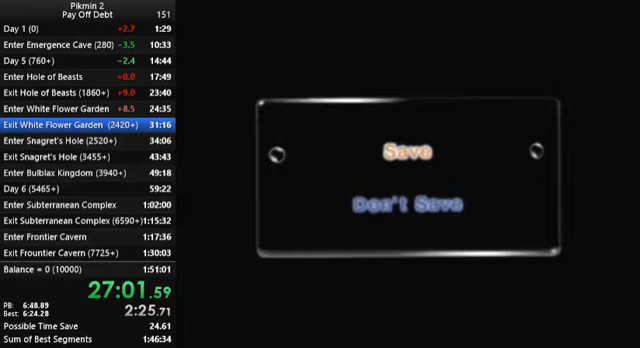 Pikmin 2
Pay Off Debt 151
Day 1 (0) +2.7 1:29
Enter Emergence Cave (280) −3.5 10:33
Day 5 (760+) −2.4 14:44
Enter Hole of Beasts +0.0 17:49
Exit Hole of Beasts (1860+) +9.0 23:40
Enter White Flower Garden +8.5 24:35
Exit White Flower Garden (2420+) 31:16
Enter Snagret's Hole (2520+) 34:06
Exit Snagret's Hole (3455+) 43:43
Enter Bulblax Kingdom (3940+) 49:18
Day 6 (5465+) 59:22
Enter Subterranean Complex 1:02:00
Exit Subterranean Complex (6590+) 1:15:32
Enter Frontier Cavern 1:17:36
Exit Frountier Cavern (7725+) 1:30:03
Balance = 0 (10000) 1:51:01
27:01.59
PB: 6:48.89
Best: 6:24.28 2:25.71
Possible Time Save 24.61
Sum of Best Segments 1:46:34
Save
Don't Save